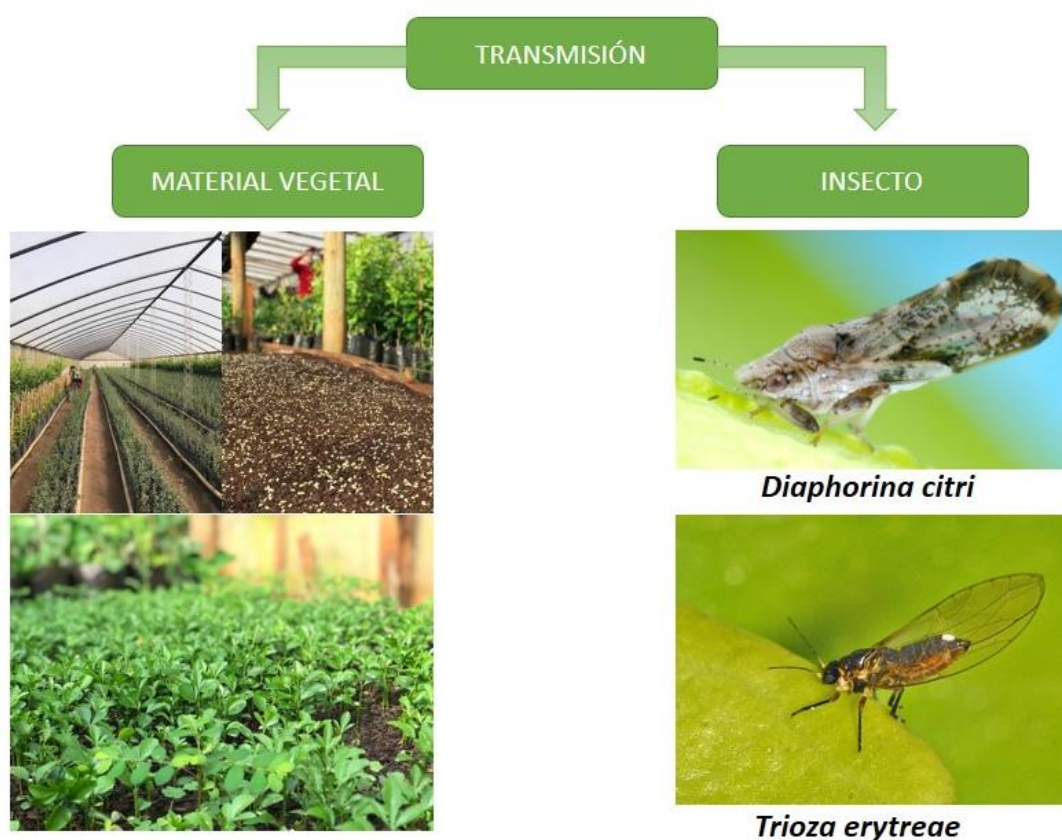 TRANSMISIÓN
MATERIAL VEGETAL
INSECTO
Diaphorina citri
Trioza erytreae